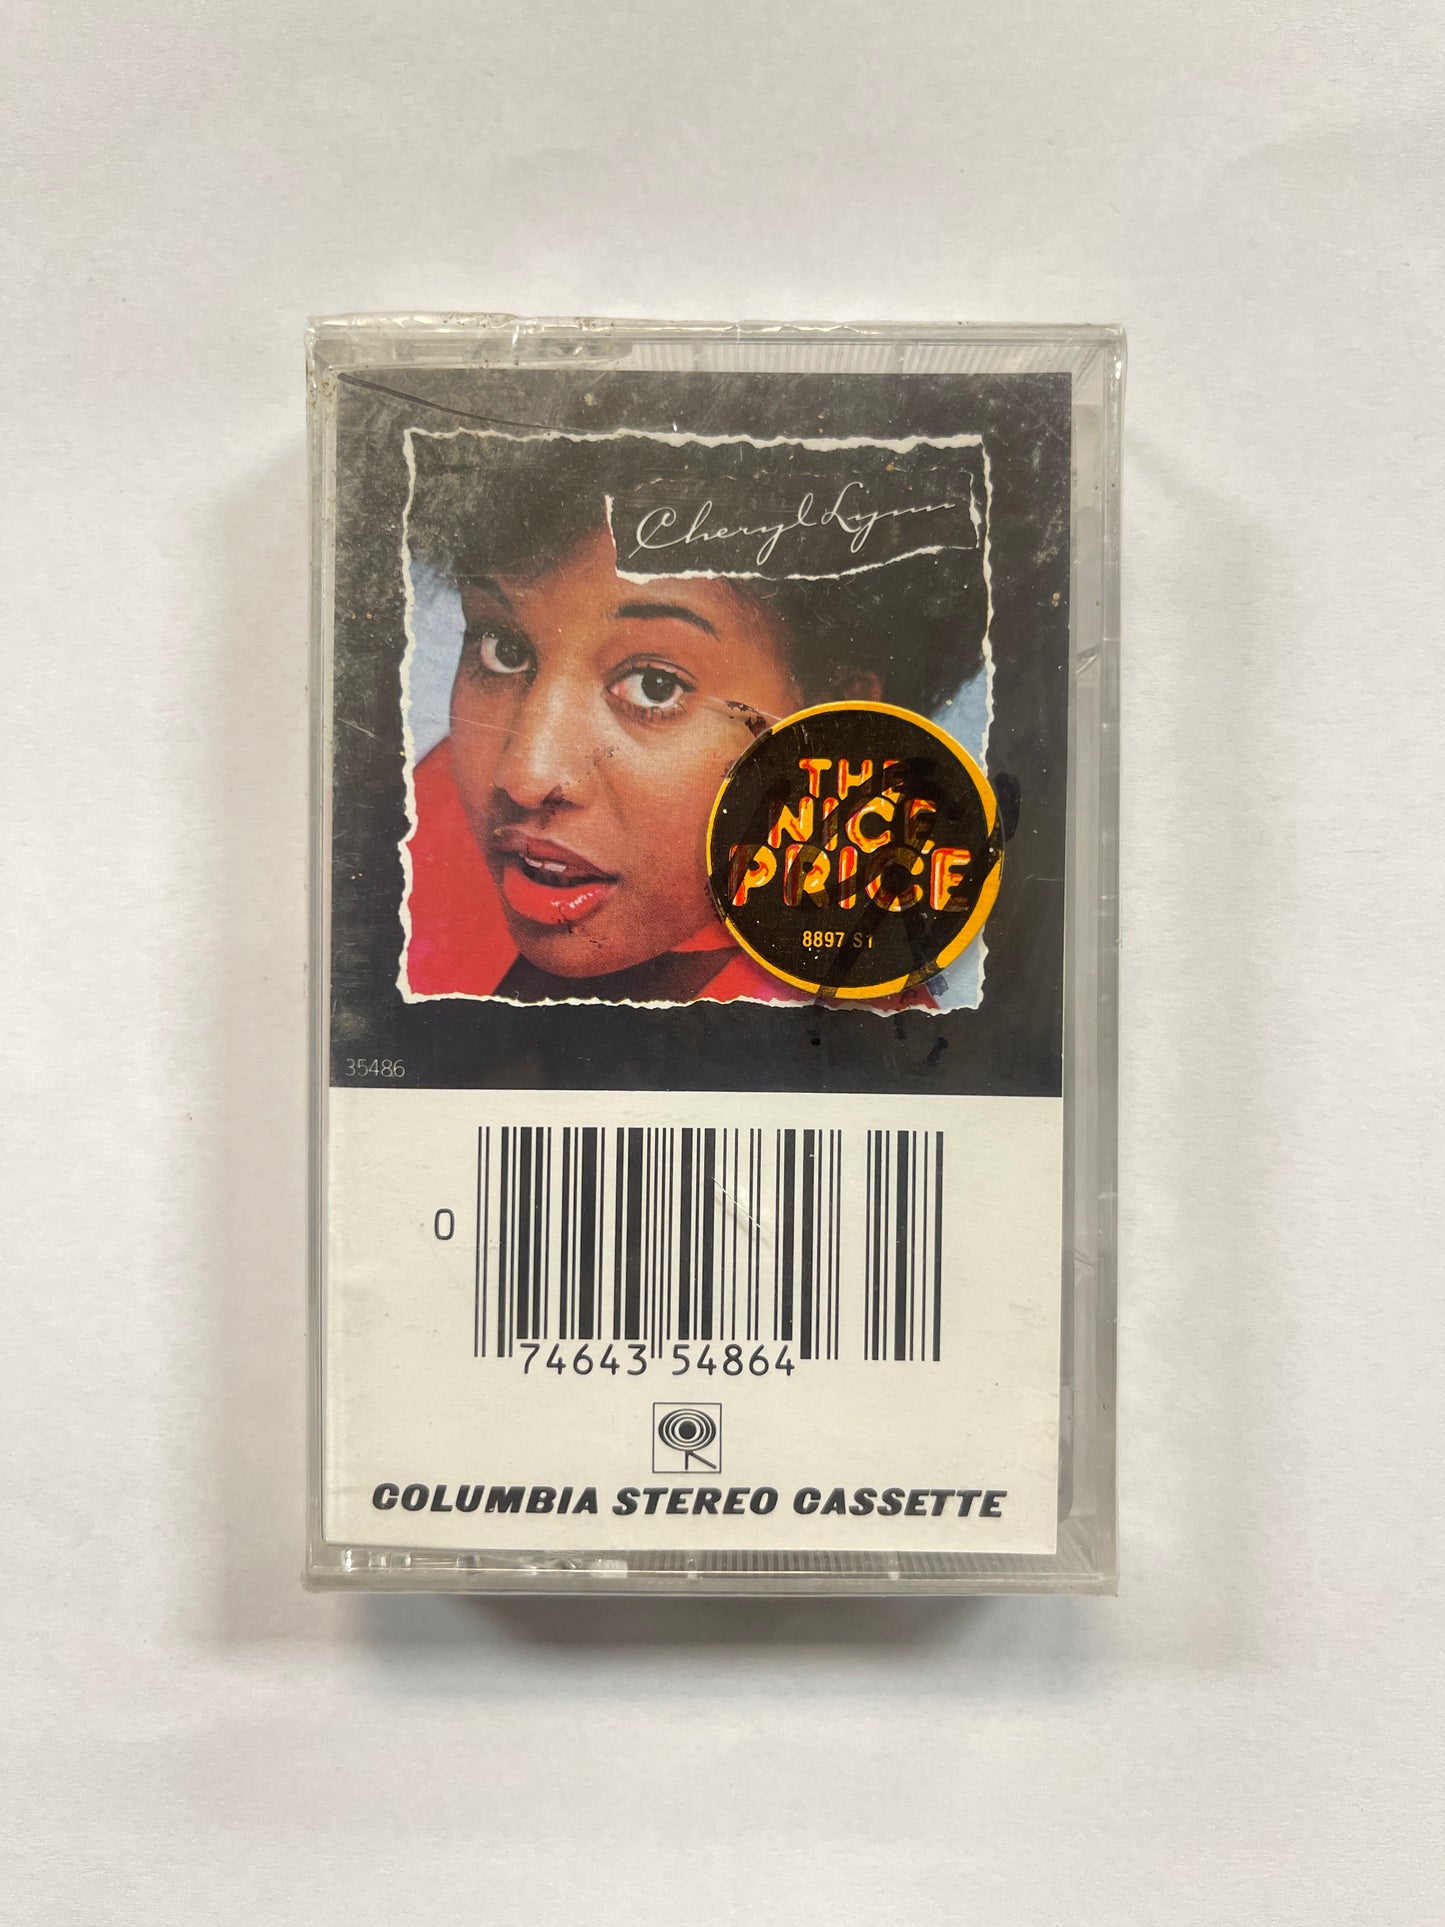 Cheryl Lynn
THE
NICE
PRICE
8897 S1
35486
0
74643 54864
COLUMBIA STEREO CASSETTE